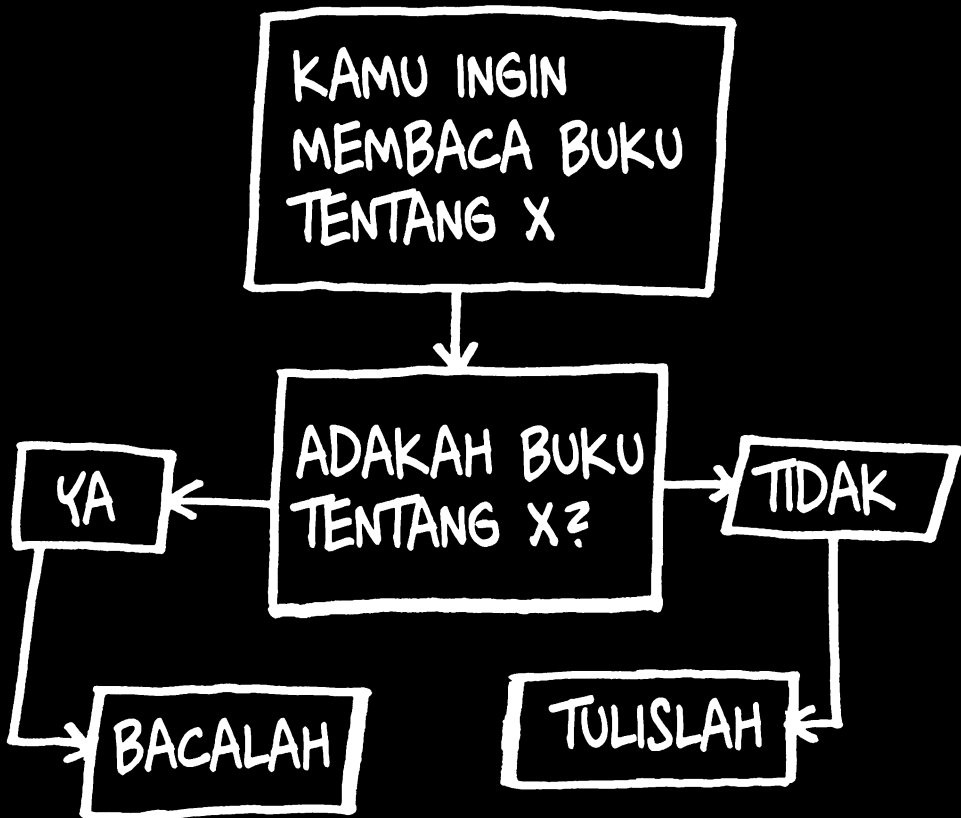 KAMU INGIN
MEMBACA BUKU
TENTANG X
ADAKAH BUKU
TENTANG X?
YA
TIDAK
BACALAH
TULISLAH